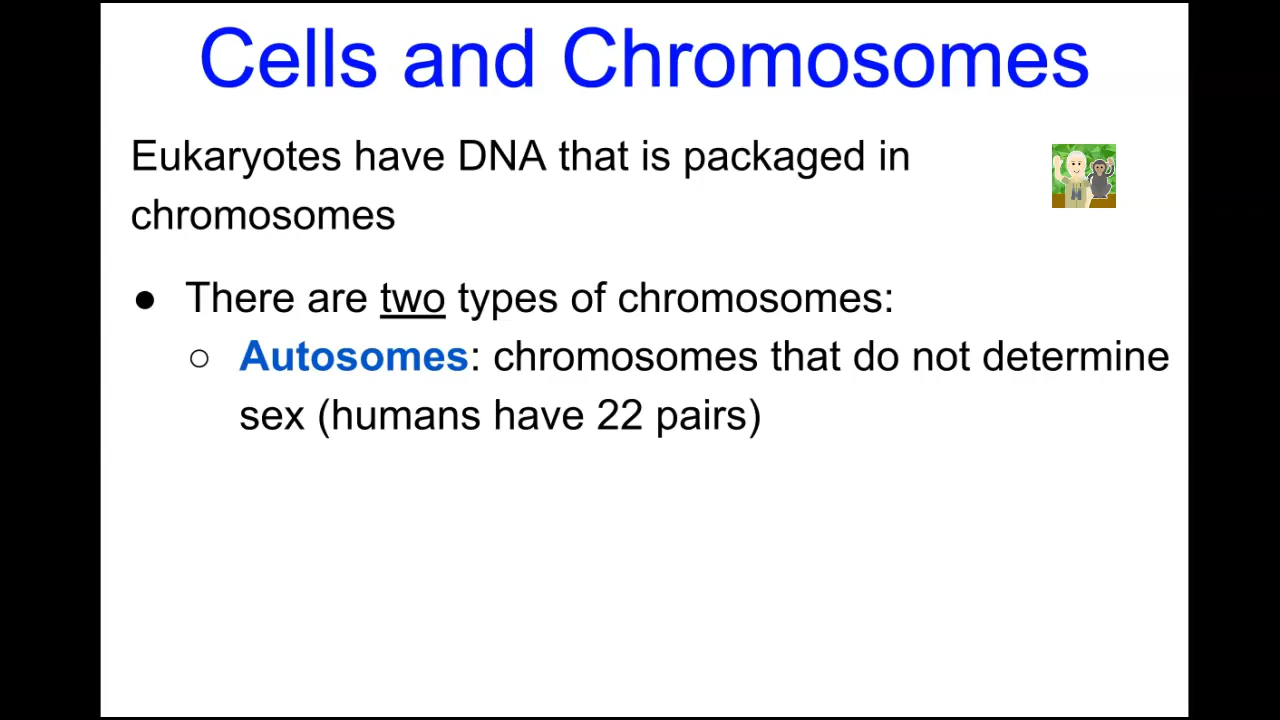 Cells and Chromosomes
Eukaryotes have DNA that is packaged in
chromosomes
● There are two types of chromosomes:
○ Autosomes: chromosomes that do not determine
sex (humans have 22 pairs)